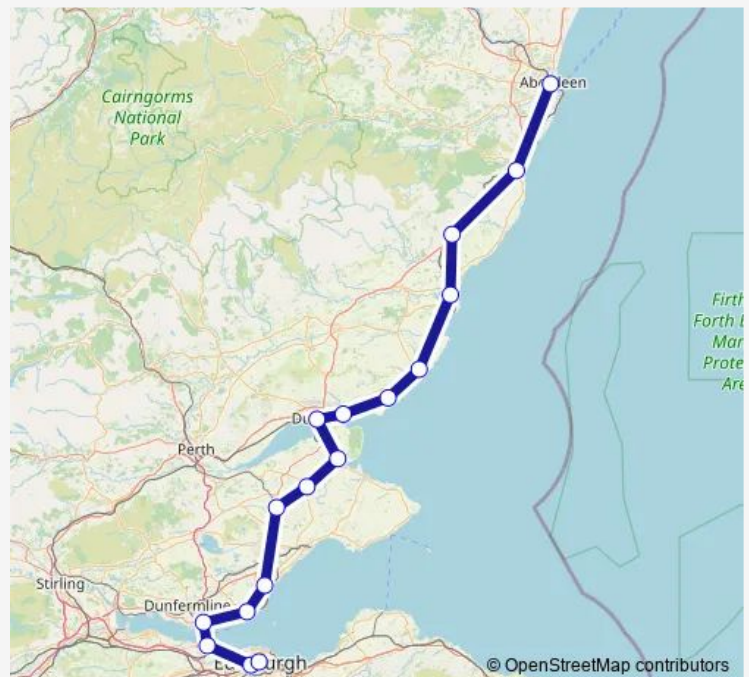 Aberdeen
Cairngorms
National
Park
Firth
Forth
Mar
Prote
Are
Perth
Stirling
Dunfermline
© OpenStreetMap contributors